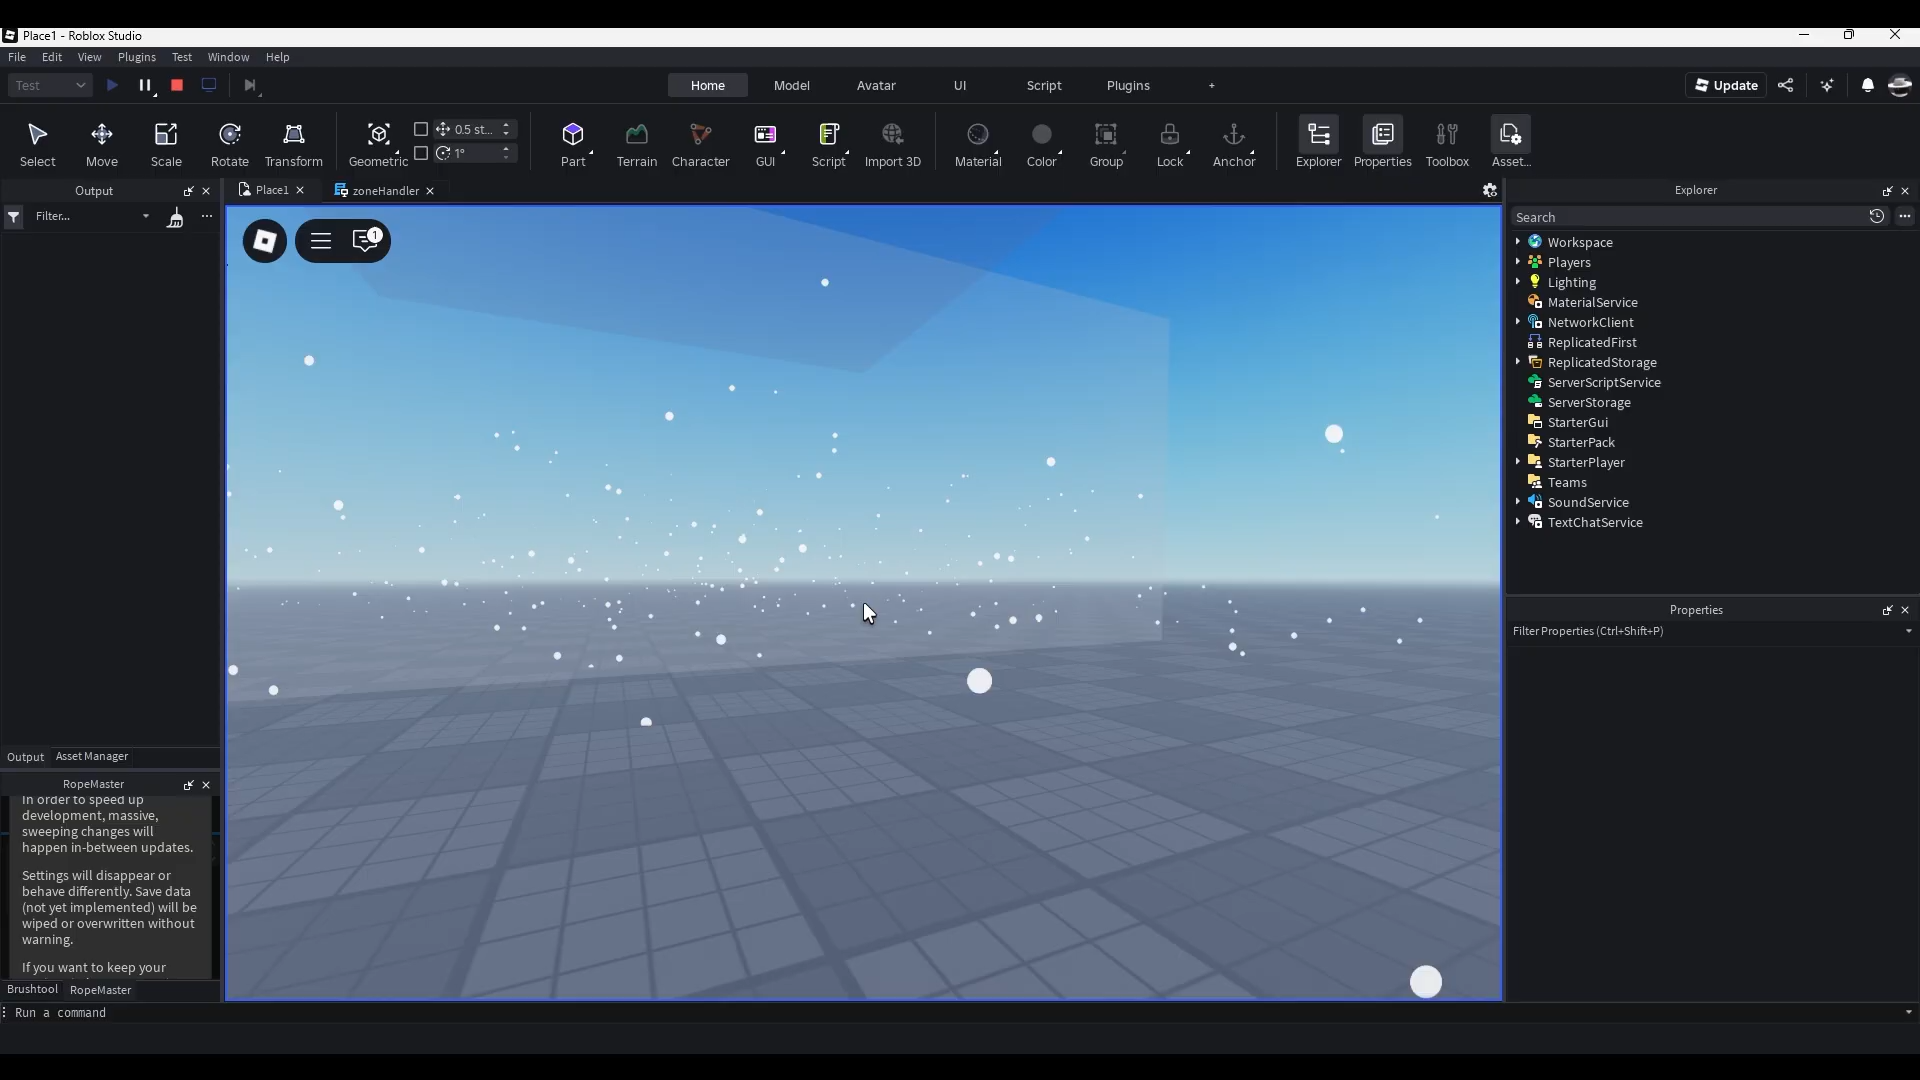 Place1 - Roblox Studio
File Edit View Plugins Test Window Help
Test
Home Model Avatar UI Script Plugins +
Update
Select Move Scale Rotate Transform Geometric
0.5 st...
1°
Part Terrain Character GUI Script Import 3D Material Color Group Lock Anchor Explorer Properties Toolbox Asset...
Output
Filter...
Place1
zoneHandler
1
Explorer
Search
Workspace
Players
Lighting
MaterialService
NetworkClient
ReplicatedFirst
ReplicatedStorage
ServerScriptService
ServerStorage
StarterGui
StarterPack
StarterPlayer
Teams
SoundService
TextChatService
Properties
Filter Properties (Ctrl+Shift+P)
Output Asset Manager
RopeMaster
In order to speed up
development, massive,
sweeping changes will
happen in-between updates.
Settings will disappear or
behave differently. Save data
(not yet implemented) will be
wiped or overwritten without
warning.
If you want to keep your
Brushtool RopeMaster
Run a command